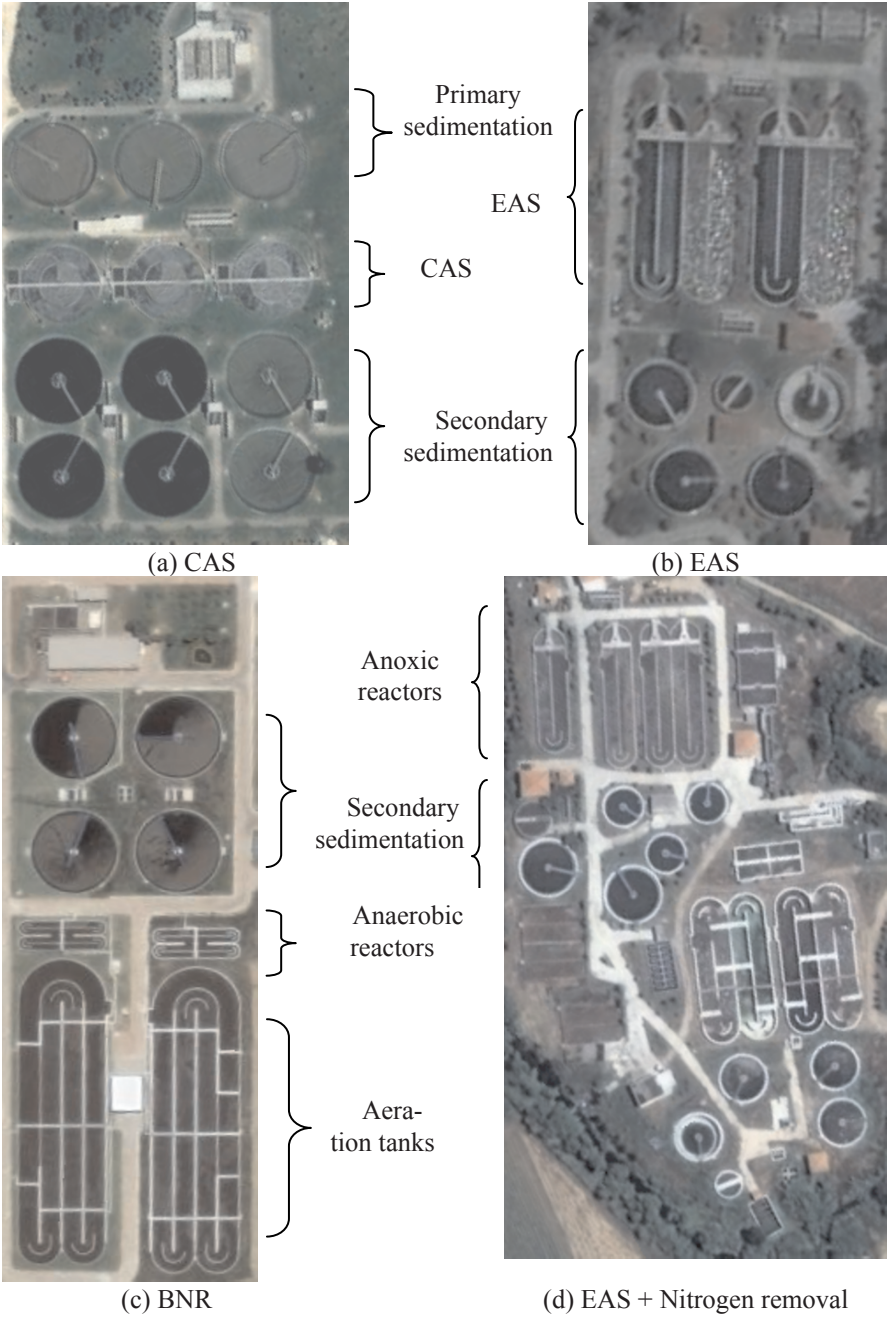 Primary
sedimentation
EAS
CAS
Secondary
sedimentation
(a) CAS
(b) EAS
Anoxic
reactors
Secondary
sedimentation
Anaerobic
reactors
Aera-
tion tanks
(c) BNR
(d) EAS + Nitrogen removal